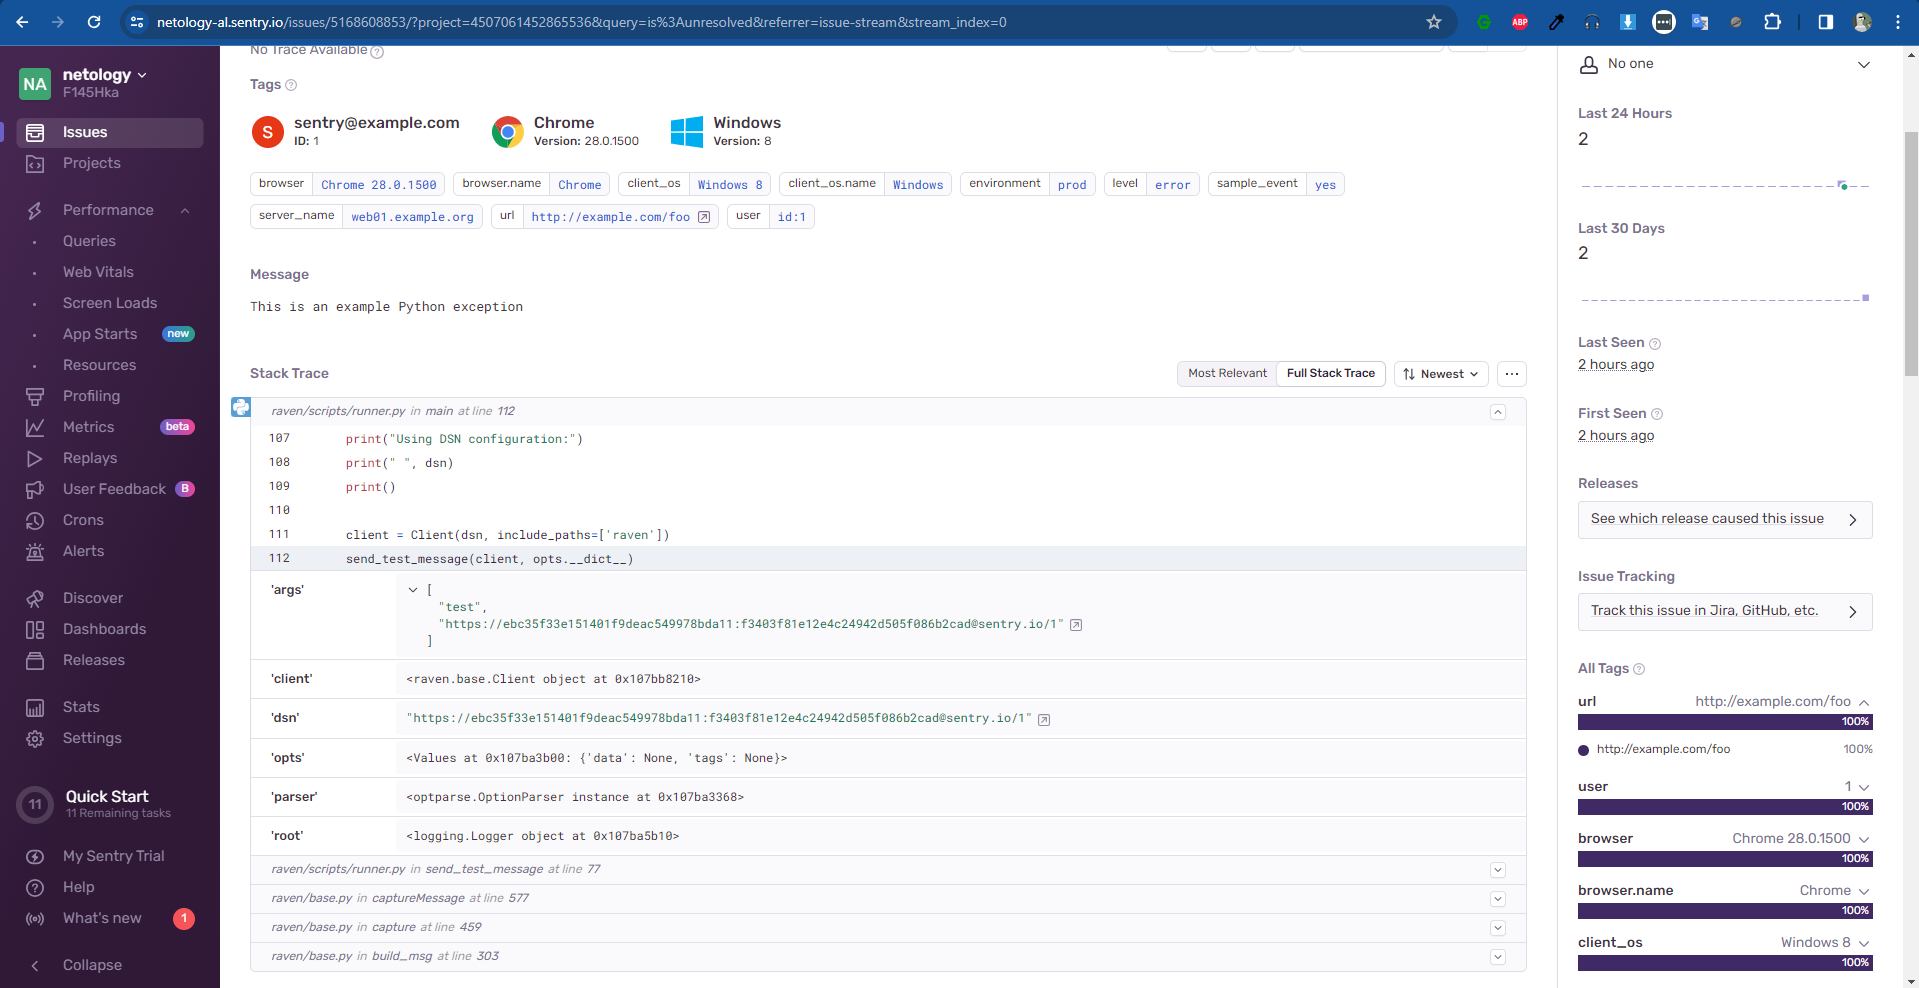 netology-al.sentry.io/issues/5168608853/?project=4507061452865536&query=is%3Aunresolved&referrer=issue-stream&stream_index=0
ABP
NA
netology
F145Hka
Issues
Projects
Performance
Queries
Web Vitals
Screen Loads
App Starts new
Resources
Profiling
Metrics beta
Replays
User Feedback B
Crons
Alerts
Discover
Dashboards
Releases
Stats
Settings
11
Quick Start
11 Remaining tasks
My Sentry Trial
Help
What's new 1
Collapse
No Trace Available ?
Tags ?
S
sentry@example.com
ID: 1
Chrome
Version: 28.0.1500
Windows
Version: 8
browser Chrome 28.0.1500 browser.name Chrome client_os Windows 8 client_os.name Windows environment prod level error sample_event yes
server_name web01.example.org url http://example.com/foo user id:1
Message
This is an example Python exception
Stack Trace
Most Relevant Full Stack Trace Newest ...
raven/scripts/runner.py in main at line 112
107 print("Using DSN configuration:")
108 print(" ", dsn)
109 print()
110
111 client = Client(dsn, include_paths=['raven'])
112 send_test_message(client, opts.__dict__)
'args' [
"test",
"https://ebc35f33e151401f9deac549978bda11:f3403f81e12e4c24942d505f086b2cad@sentry.io/1"
]
'client' <raven.base.Client object at 0x107bb8210>
'dsn' "https://ebc35f33e151401f9deac549978bda11:f3403f81e12e4c24942d505f086b2cad@sentry.io/1"
'opts' <Values at 0x107ba3b00: {'data': None, 'tags': None}>
'parser' <optparse.OptionParser instance at 0x107ba3368>
'root' <logging.Logger object at 0x107ba5b10>
raven/scripts/runner.py in send_test_message at line 77
raven/base.py in captureMessage at line 577
raven/base.py in capture at line 459
raven/base.py in build_msg at line 303
No one
Last 24 Hours
2
Last 30 Days
2
Last Seen ?
2 hours ago
First Seen ?
2 hours ago
Releases
See which release caused this issue
Issue Tracking
Track this issue in Jira, GitHub, etc.
All Tags ?
url http://example.com/foo
100%
http://example.com/foo 100%
user 1
100%
browser Chrome 28.0.1500
100%
browser.name Chrome
100%
client_os Windows 8
100%